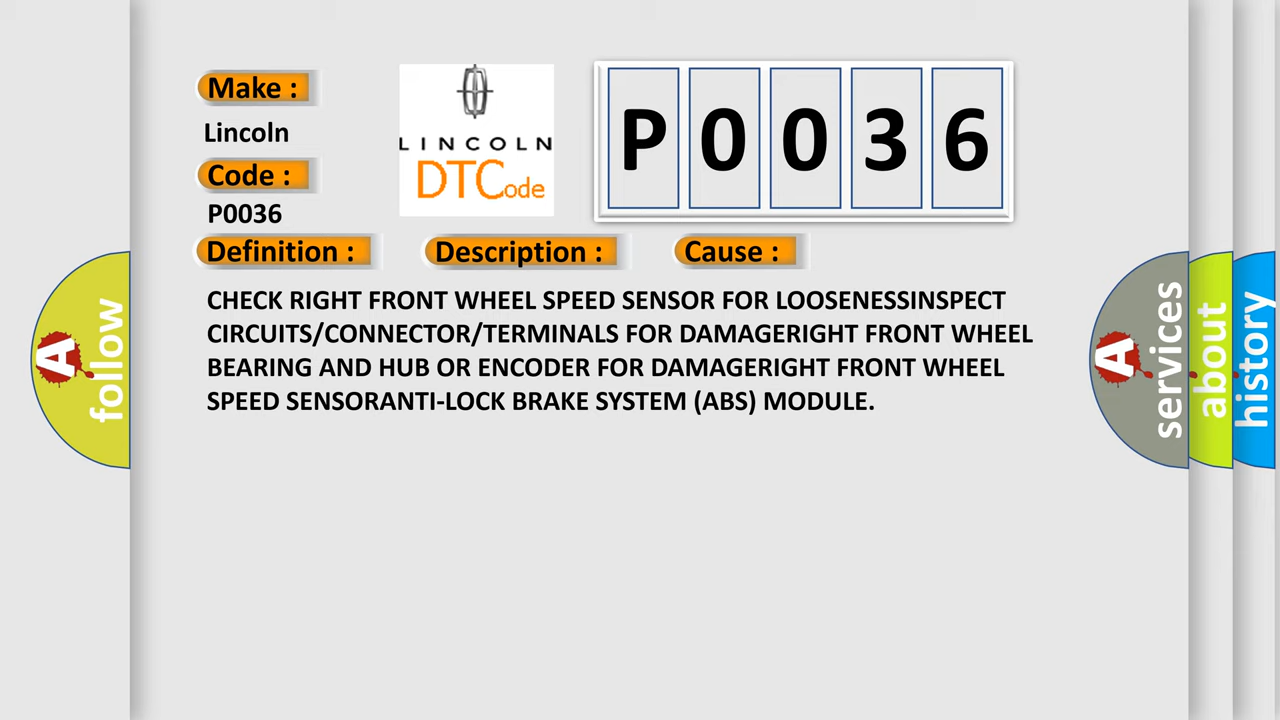 Make :
Lincoln
Code :
P0036
LINCOLN
DTCode
P0036
Definition :
Description :
Cause :
CHECK RIGHT FRONT WHEEL SPEED SENSOR FOR LOOSENESSINSPECT
CIRCUITS/CONNECTOR/TERMINALS FOR DAMAGERIGHT FRONT WHEEL
BEARING AND HUB OR ENCODER FOR DAMAGERIGHT FRONT WHEEL
SPEED SENSORANTI-LOCK BRAKE SYSTEM (ABS) MODULE.
A
follow
A
services
about
history